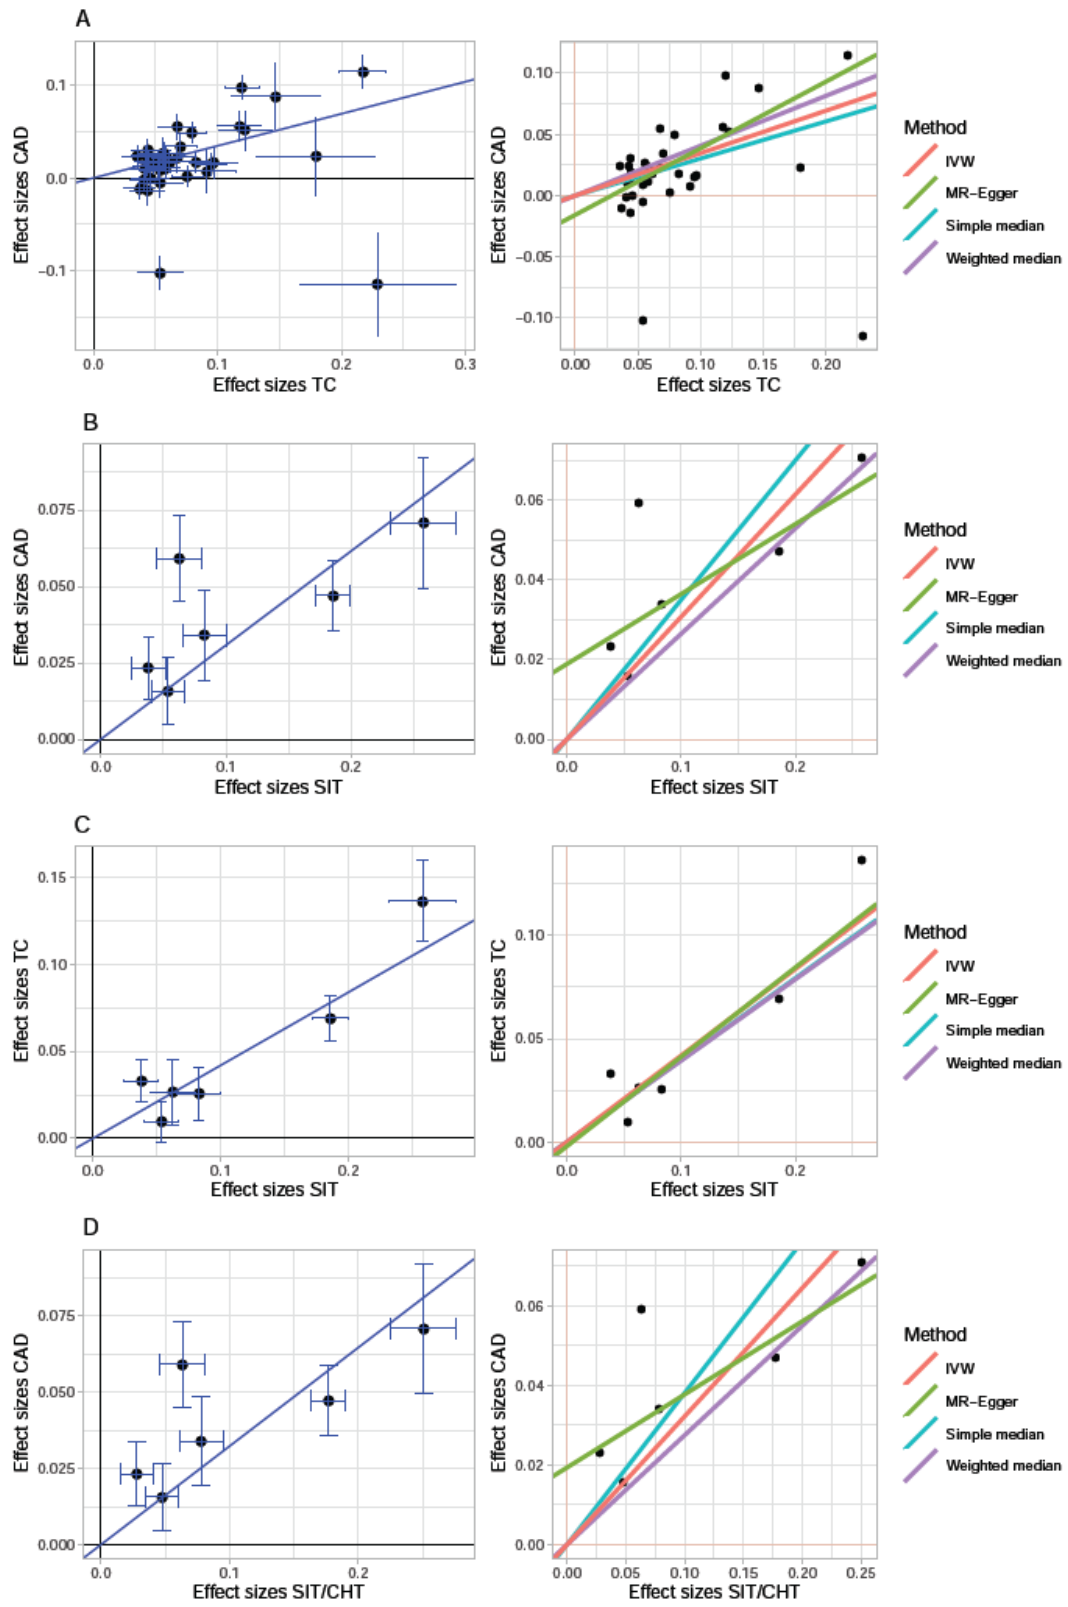 A
Effect sizes CAD
0.1
0.0
−0.1
0.0 0.1 0.2 0.3
Effect sizes TC
Effect sizes CAD
0.10
0.05
0.00
−0.05
−0.10
0.00 0.05 0.10 0.15 0.20
Effect sizes TC
Method
IVW
MR−Egger
Simple median
Weighted median
B
Effect sizes CAD
0.075
0.050
0.025
0.000
0.0 0.1 0.2
Effect sizes SIT
Effect sizes CAD
0.06
0.04
0.02
0.00
0.0 0.1 0.2
Effect sizes SIT
Method
IVW
MR−Egger
Simple median
Weighted median
C
Effect sizes TC
0.15
0.10
0.05
0.00
0.0 0.1 0.2
Effect sizes SIT
Effect sizes TC
0.10
0.05
0.00
0.0 0.1 0.2
Effect sizes SIT
Method
IVW
MR−Egger
Simple median
Weighted median
D
Effect sizes CAD
0.075
0.050
0.025
0.000
0.0 0.1 0.2
Effect sizes SIT/CHT
Effect sizes CAD
0.06
0.04
0.02
0.00
0.00 0.05 0.10 0.15 0.20 0.25
Effect sizes SIT/CHT
Method
IVW
MR−Egger
Simple median
Weighted median